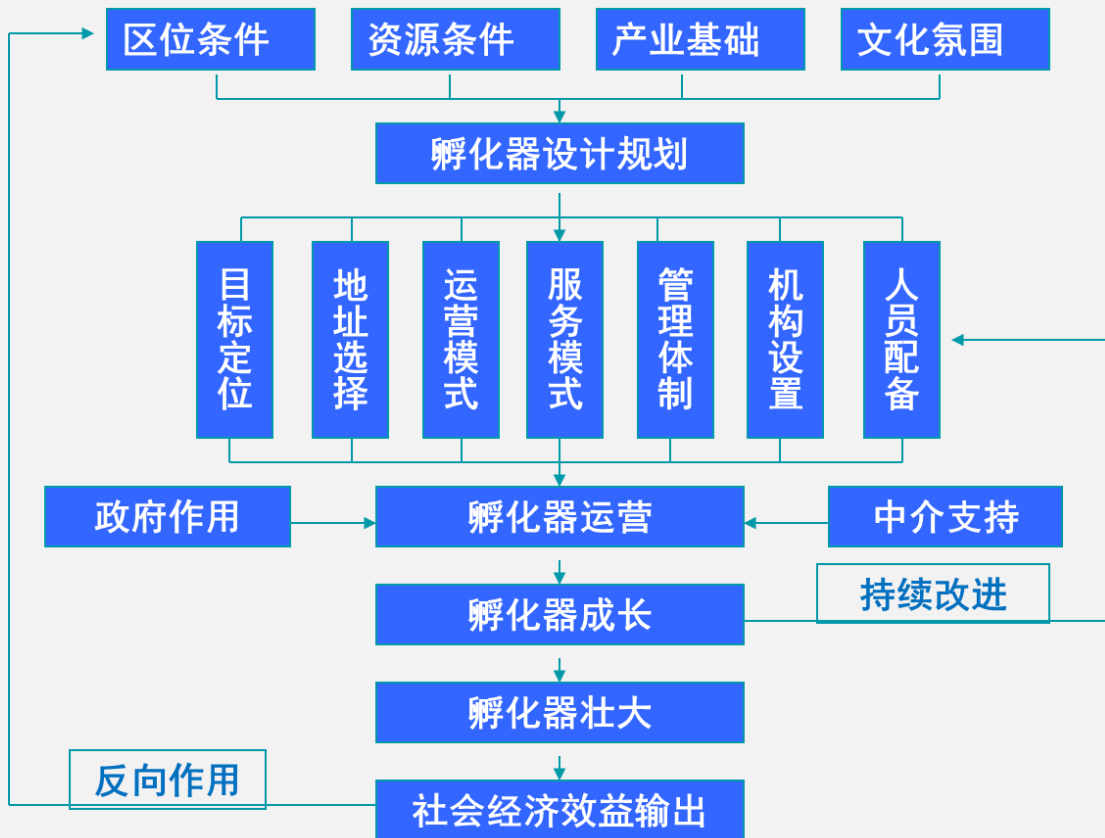 区位条件
资源条件
产业基础
文化氛围
孵化器设计规划
目标定位
地址选择
运营模式
服务模式
管理体制
机构设置
人员配备
政府作用
孵化器运营
中介支持
孵化器成长
持续改进
孵化器壮大
反向作用
社会经济效益输出